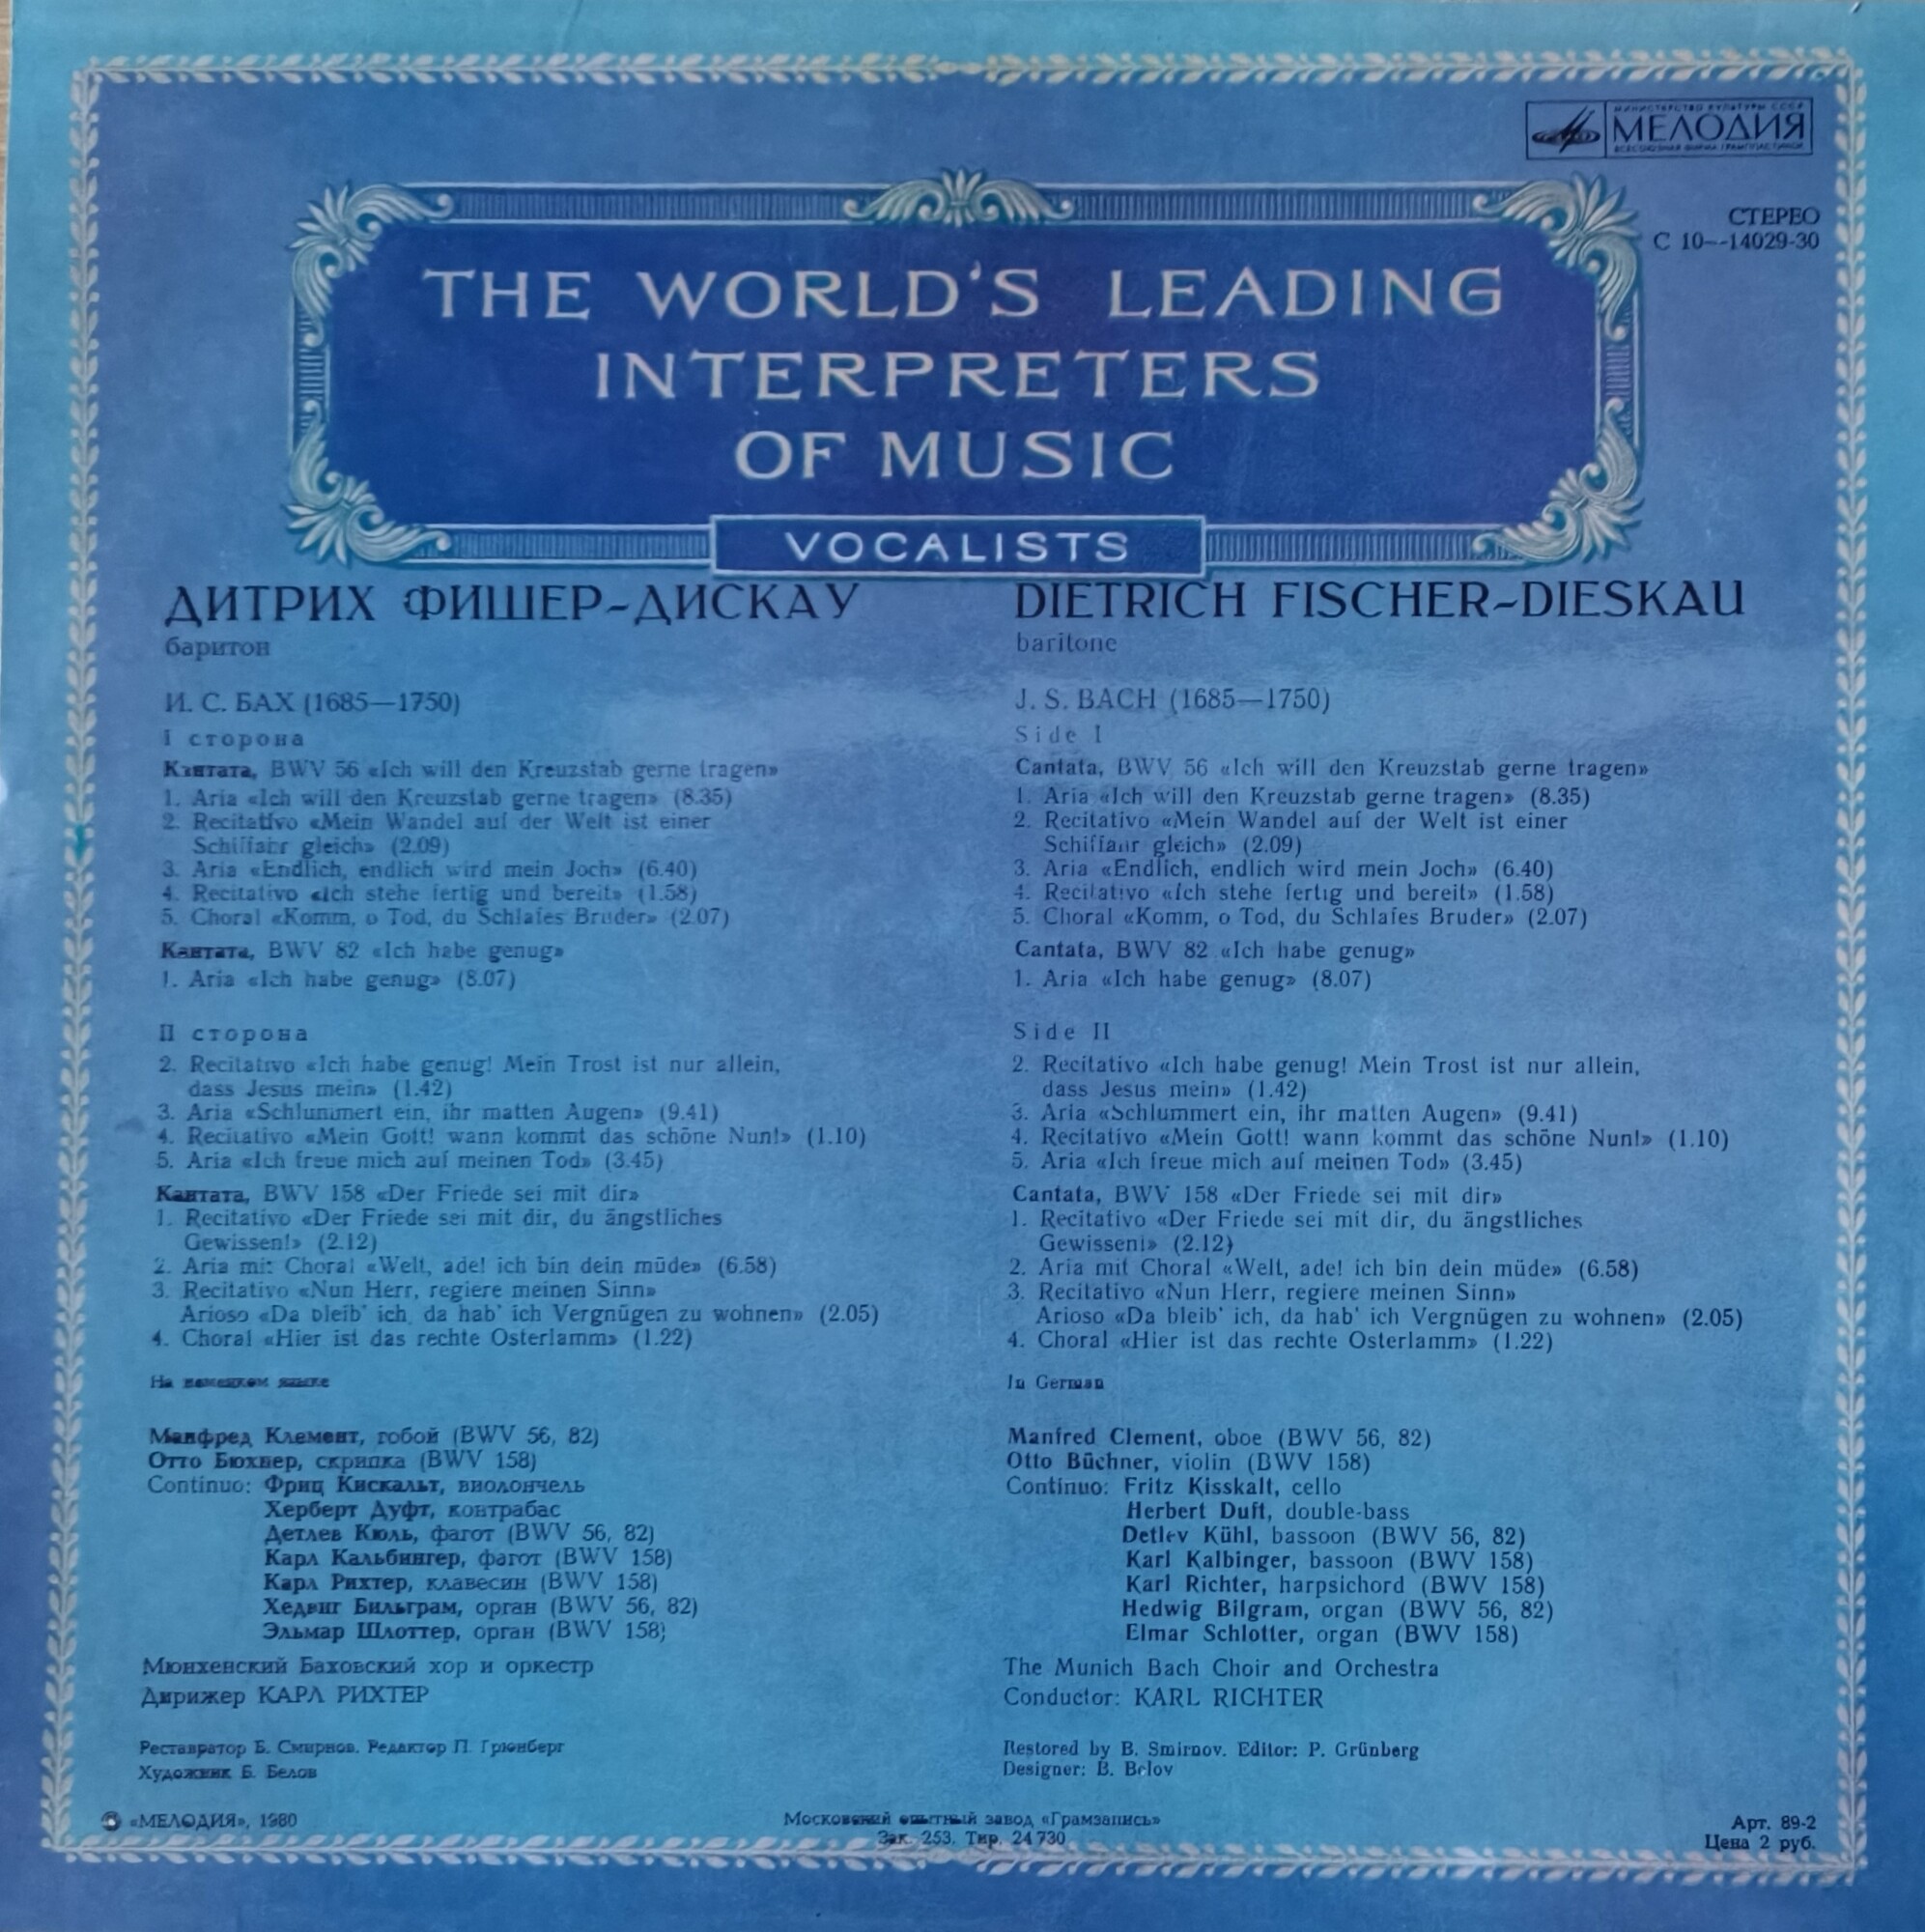 МИНИСТЕРСТВО КУЛЬТУРЫ СССР
МЕЛОДИЯ
ВСЕСОЮЗНАЯ ФИРМА ГРАМПЛАСТИНОК
СТЕРЕО
С 10--14029-30
THE WORLD'S LEADING
INTERPRETERS
OF MUSIC
VOCALISTS
ДИТРИХ ФИШЕР-ДИСКАУ
баритон
И. С. БАХ (1685—1750)
I сторона
Кантата, BWV 56 «Ich will den Kreuzstab gerne tragen»
1. Aria «Ich will den Kreuzstab gerne tragen» (8.35)
2. Recitativo «Mein Wandel auf der Welt ist einer
Schiffahr gleich» (2.09)
3. Aria «Endlich, endlich wird mein Joch» (6.40)
4. Recitativo «Ich stehe fertig und bereit» (1.58)
5. Choral «Komm, o Tod, du Schlafes Bruder» (2.07)
Кантата, BWV 82 «Ich habe genug»
1. Aria «Ich habe genug» (8.07)
II сторона
2. Recitativo «Ich habe genug! Mein Trost ist nur allein,
dass Jesus mein» (1.42)
3. Aria «Schlummert ein, ihr matten Augen» (9.41)
4. Recitativo «Mein Gott! wann kommt das schöne Nun!» (1.10)
5. Aria «Ich freue mich auf meinen Tod» (3.45)
Кантата, BWV 158 «Der Friede sei mit dir»
1. Recitativo «Der Friede sei mit dir, du ängstliches
Gewissen!» (2.12)
2. Aria mit Choral «Welt, ade! ich bin dein müde» (6.58)
3. Recitativo «Nun Herr, regiere meinen Sinn»
Arioso «Da bleib' ich, da hab' ich Vergnügen zu wohnen» (2.05)
4. Choral «Hier ist das rechte Osterlamm» (1.22)
На немецком языке
Манфред Клемент, гобой (BWV 56, 82)
Отто Бюхнер, скрипка (BWV 158)
Continuo: Фриц Кискальт, виолончель
Херберт Дуфт, контрабас
Детлев Кюль, фагот (BWV 56, 82)
Карл Кальбингер, фагот (BWV 158)
Карл Рихтер, клавесин (BWV 158)
Хедвиг Бильграм, орган (BWV 56, 82)
Эльмар Шлоттер, орган (BWV 158)
Мюнхенский Баховский хор и оркестр
Дирижер КАРЛ РИХТЕР
Реставратор Б. Смирнов. Редактор П. Грюнберг
Художник Б. Белов
DIETRICH FISCHER-DIESKAU
baritone
J. S. BACH (1685—1750)
Side I
Cantata, BWV 56 «Ich will den Kreuzstab gerne tragen»
1. Aria «Ich will den Kreuzstab gerne tragen» (8.35)
2. Recitativo «Mein Wandel auf der Welt ist einer
Schiffahr gleich» (2.09)
3. Aria «Endlich, endlich wird mein Joch» (6.40)
4. Recitativo «Ich stehe fertig und bereit» (1.58)
5. Choral «Komm, o Tod, du Schlafes Bruder» (2.07)
Cantata, BWV 82 «Ich habe genug»
1. Aria «Ich habe genug» (8.07)
Side II
2. Recitativo «Ich habe genug! Mein Trost ist nur allein,
dass Jesus mein» (1.42)
3. Aria «Schlummert ein, ihr matten Augen» (9.41)
4. Recitativo «Mein Gott! wann kommt das schöne Nun!» (1.10)
5. Aria «Ich freue mich auf meinen Tod» (3.45)
Cantata, BWV 158 «Der Friede sei mit dir»
1. Recitativo «Der Friede sei mit dir, du ängstliches
Gewissen!» (2.12)
2. Aria mit Choral «Welt, ade! ich bin dein müde» (6.58)
3. Recitativo «Nun Herr, regiere meinen Sinn»
Arioso «Da bleib' ich, da hab' ich Vergnügen zu wohnen» (2.05)
4. Choral «Hier ist das rechte Osterlamm» (1.22)
In German
Manfred Clement, oboe (BWV 56, 82)
Otto Büchner, violin (BWV 158)
Continuo: Fritz Kisskalt, cello
Herbert Duft, double-bass
Detlev Kühl, bassoon (BWV 56, 82)
Karl Kalbinger, bassoon (BWV 158)
Karl Richter, harpsichord (BWV 158)
Hedwig Bilgram, organ (BWV 56, 82)
Elmar Schlotter, organ (BWV 158)
The Munich Bach Choir and Orchestra
Conductor: KARL RICHTER
Restored by B. Smirnov. Editor: P. Grünberg
Designer: B. Belov
«МЕЛОДИЯ», 1980
Московский опытный завод «Грамзапись»
Зак. 253. Тир. 24 730
Арт. 89-2
Цена 2 руб.